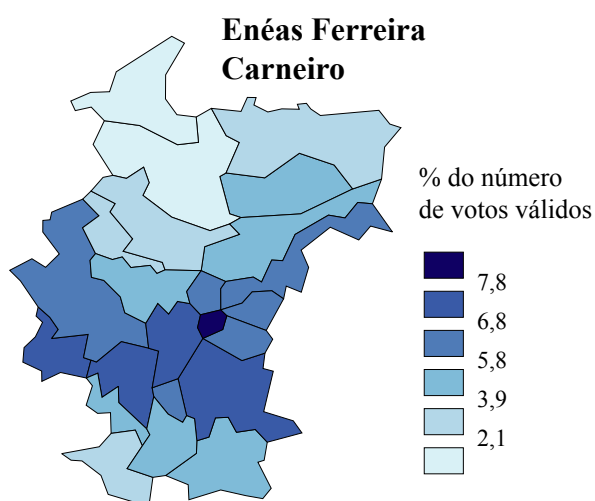 Enéas Ferreira
Carneiro
% do número
de votos válidos
7,8
6,8
5,8
3,9
2,1